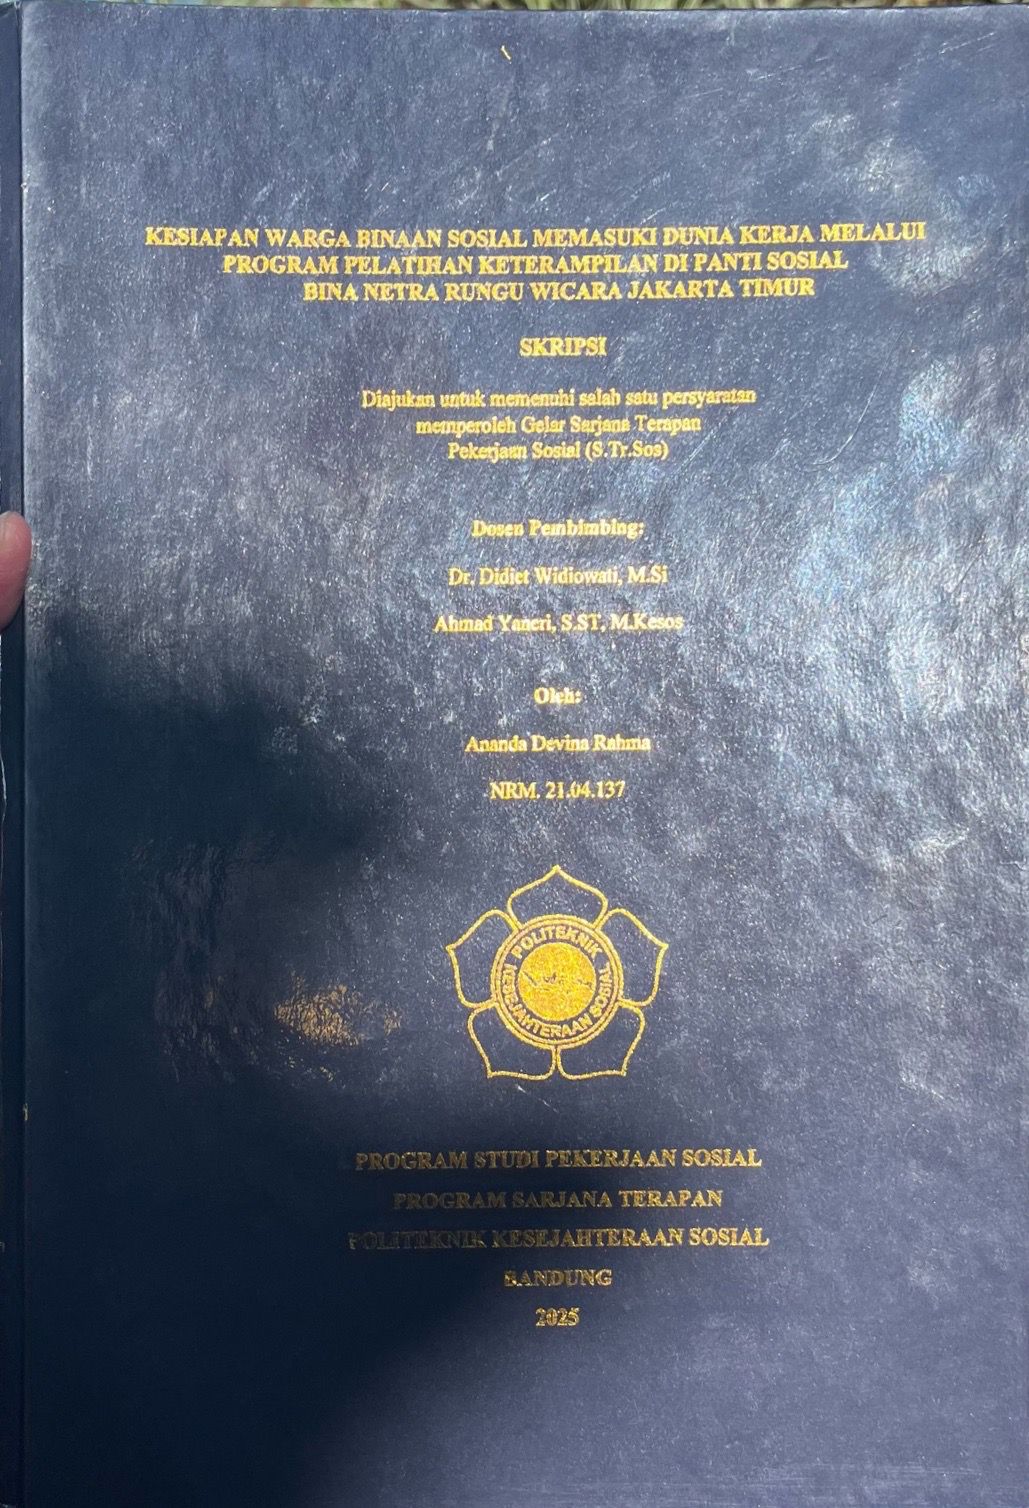 KESIAPAN WARGA BINAAN SOSIAL MEMASUKI DUNIA KERJA MELALUI
PROGRAM PELATIHAN KETERAMPILAN DI PANTI SOSIAL
BINA NETRA RUNGU WICARA JAKARTA TIMUR
SKRIPSI
Diajukan untuk memenuhi salah satu persyaratan
memperoleh Gelar Sarjana Terapan
Pekerjaan Sosial (S.Tr.Sos)
Dosen Pembimbing:
Dr. Didiet Widiowati, M.Si
Ahmad Yaneri, S.ST, M.Kesos
Oleh:
Ananda Devina Rahma
NRM. 21.04.137
POLITEKNIK
KESEJAHTERAAN SOSIAL
PROGRAM STUDI PEKERJAAN SOSIAL
PROGRAM SARJANA TERAPAN
POLITEKNIK KESEJAHTERAAN SOSIAL
BANDUNG
2025